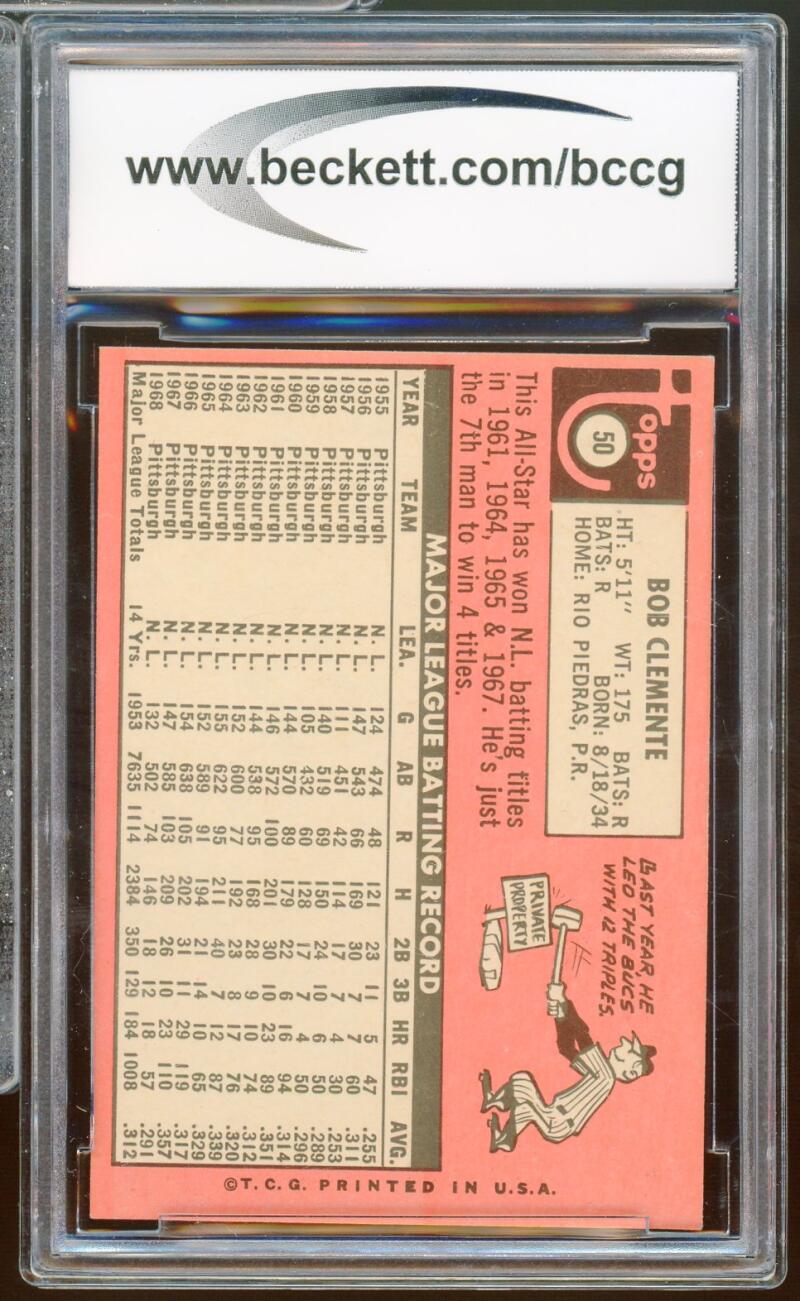 www.beckett.com/bccg
Topps
50
BOB CLEMENTE
HT: 5'11" WT: 175 BATS: R
BATS: R BORN: 8/18/34
HOME: RIO PIEDRAS, P.R.
LAST YEAR, HE
LED THE BUCS
WITH 12 TRIPLES.
PRIVATE
PROPERTY
This All-Star has won N.L. batting titles
in 1961, 1964, 1965 & 1967. He's just
the 7th man to win 4 titles.
MAJOR LEAGUE BATTING RECORD
YEAR TEAM LEA. G AB R H 2B 3B HR RBI AVG.
1955 Pittsburgh N.L. 124 474 48 121 23 11 5 47 .255
1956 Pittsburgh N.L. 147 543 66 169 30 7 7 60 .311
1957 Pittsburgh N.L. 111 451 42 114 17 7 4 30 .253
1958 Pittsburgh N.L. 140 519 69 150 24 10 6 50 .289
1959 Pittsburgh N.L. 105 432 60 128 17 7 4 50 .296
1960 Pittsburgh N.L. 144 570 89 179 22 6 16 94 .314
1961 Pittsburgh N.L. 146 572 100 201 30 10 23 89 .351
1962 Pittsburgh N.L. 144 538 95 168 28 9 10 74 .312
1963 Pittsburgh N.L. 152 600 77 192 23 8 17 76 .320
1964 Pittsburgh N.L. 155 622 95 211 40 7 12 87 .339
1965 Pittsburgh N.L. 152 589 91 194 21 14 10 65 .329
1966 Pittsburgh N.L. 154 638 105 202 31 11 29 119 .317
1967 Pittsburgh N.L. 147 585 103 209 26 10 23 110 .357
1968 Pittsburgh N.L. 132 502 74 146 18 12 18 57 .291
Major League Totals 14 Yrs. 1953 7635 1114 2384 350 129 184 1008 .312
©T.C.G. PRINTED IN U.S.A.